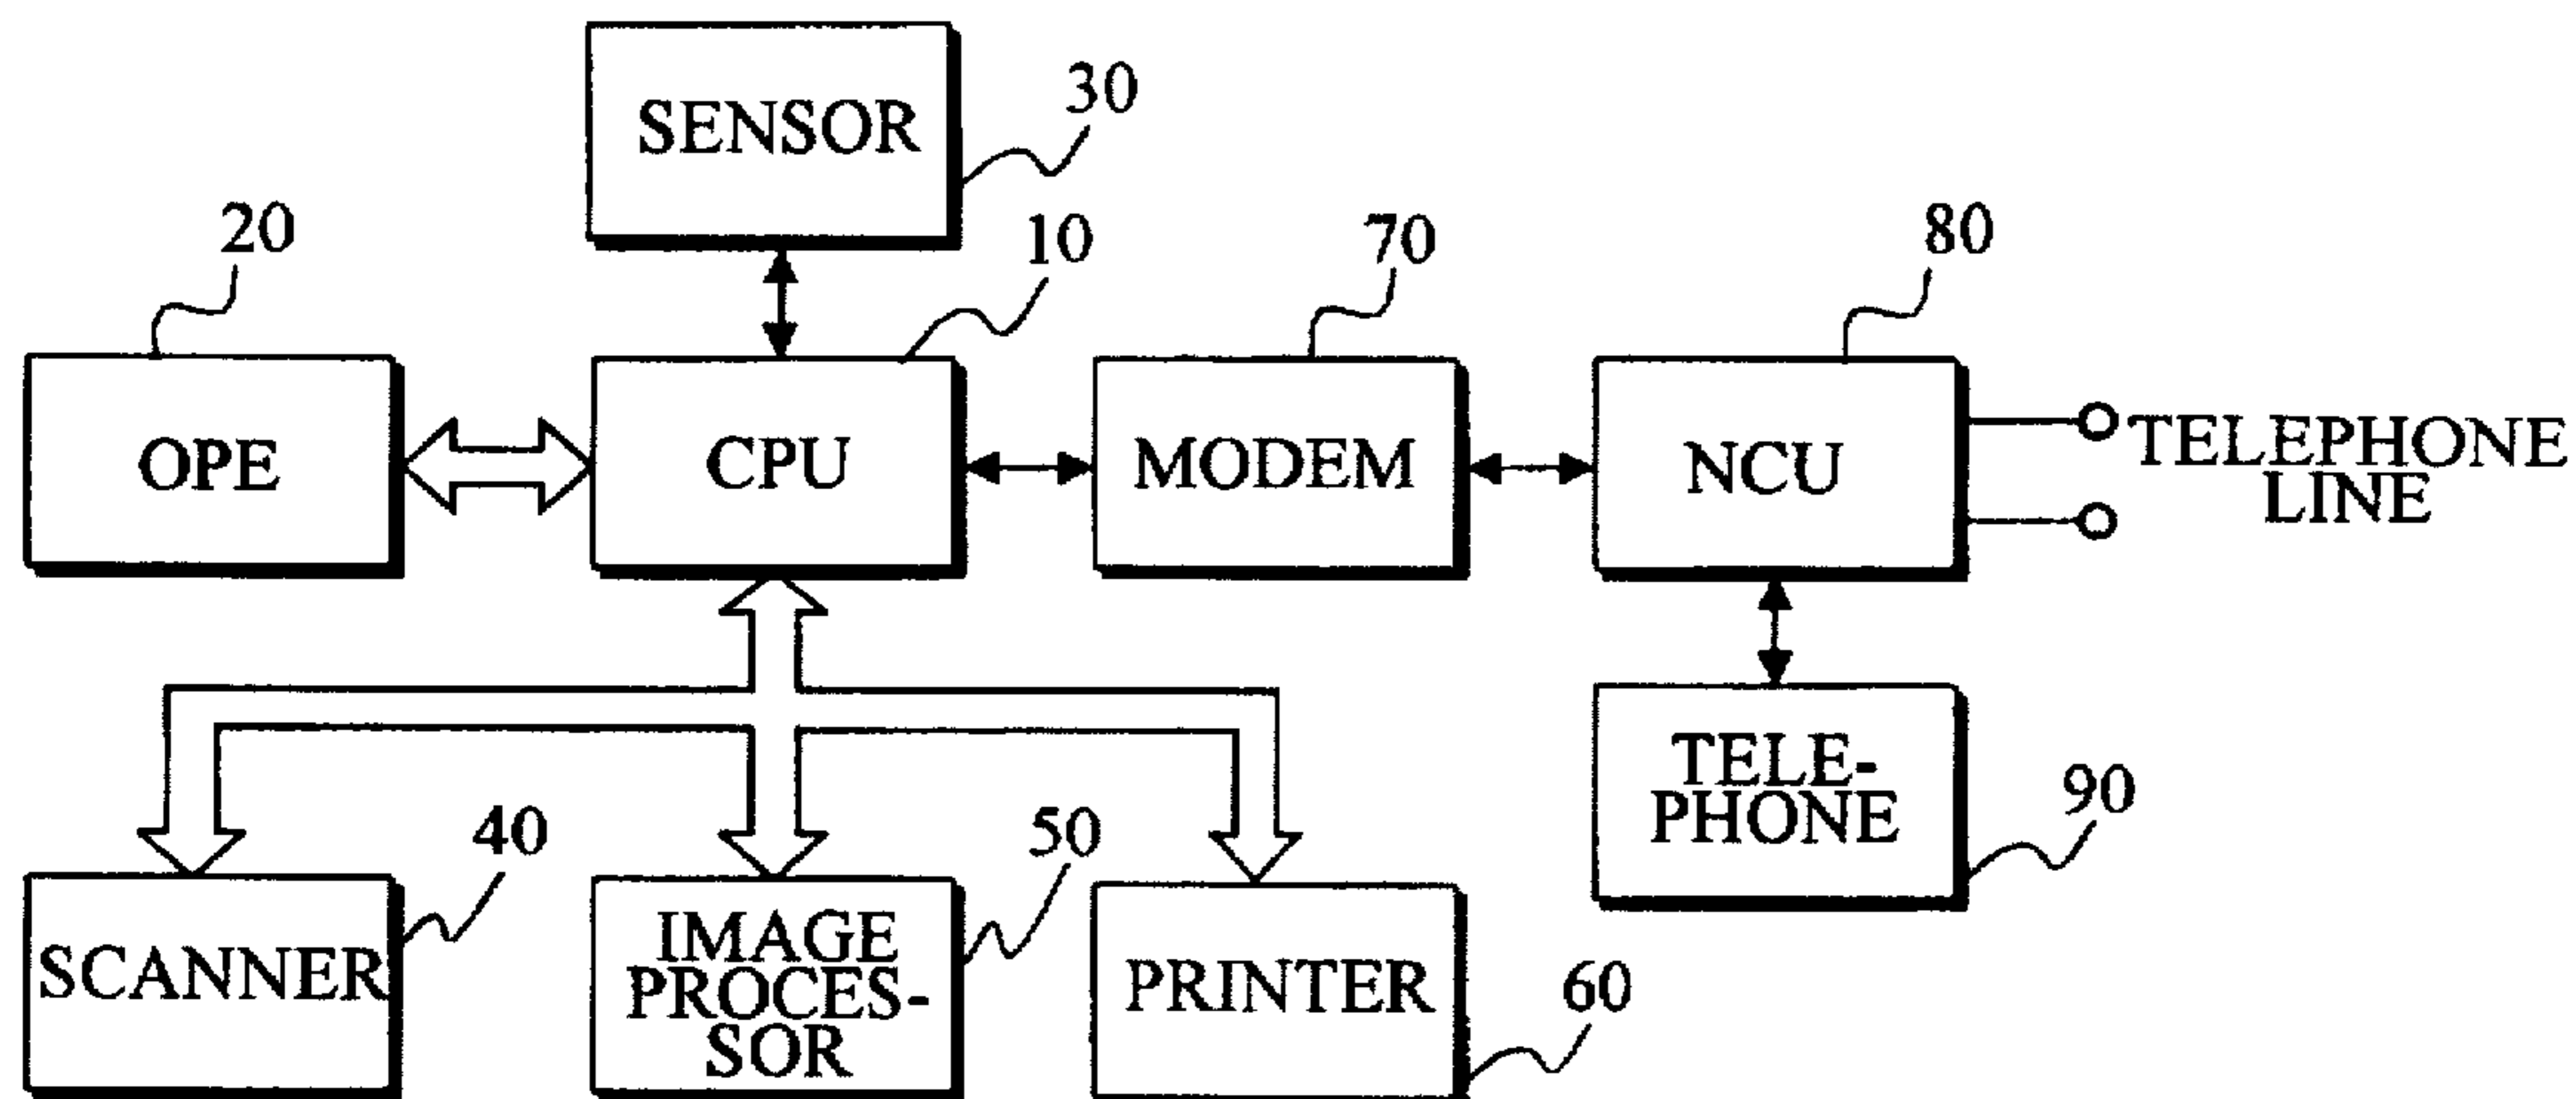 SENSOR
30
20
10
70
80
OPE
CPU
MODEM
NCU
TELEPHONE
LINE
TELE-
PHONE
90
40
50
60
SCANNER
IMAGE
PROCES-
SOR
PRINTER